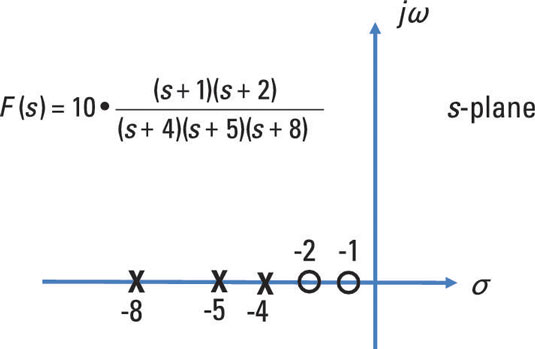 jω
F(s) = 10 • (s + 1)(s + 2) / (s + 4)(s + 5)(s + 8)
s-plane
-2 -1
σ
-8 -5 -4